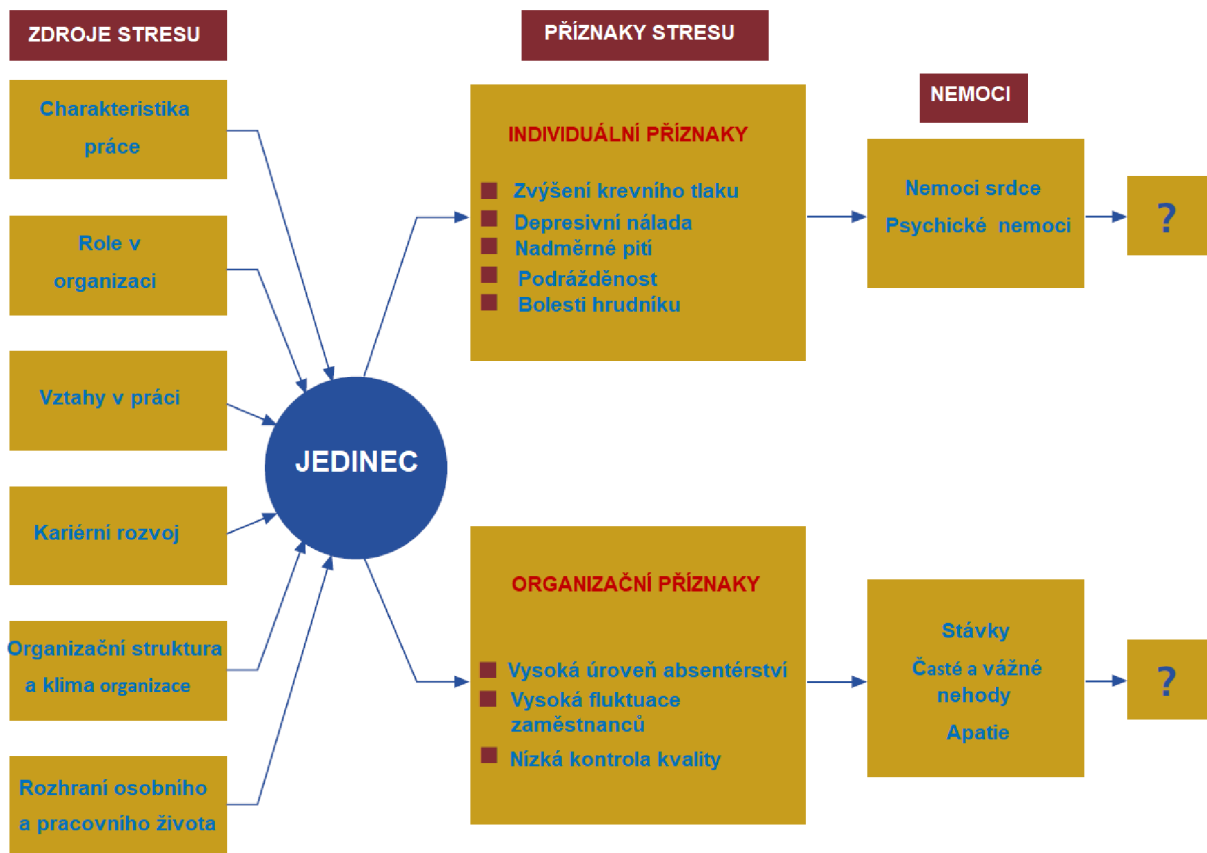 ZDROJE STRESU
Charakteristika
práce
Role v
organizaci
Vztahy v práci
Kariérní rozvoj
Organizační struktura
a klima organizace
Rozhraní osobního
a pracovního života
JEDINEC
PŘÍZNAKY STRESU
INDIVIDUÁLNÍ PŘÍZNAKY
Zvýšení krevního tlaku
Depresivní nálada
Nadměrné pití
Podrážděnost
Bolesti hrudníku
ORGANIZAČNÍ PŘÍZNAKY
Vysoká úroveň absentérství
Vysoká fluktuace
zaměstnanců
Nízká kontrola kvality
NEMOCI
Nemoci srdce
Psychické nemoci
?
Stávky
Časté a vážné
nehody
Apatie
?